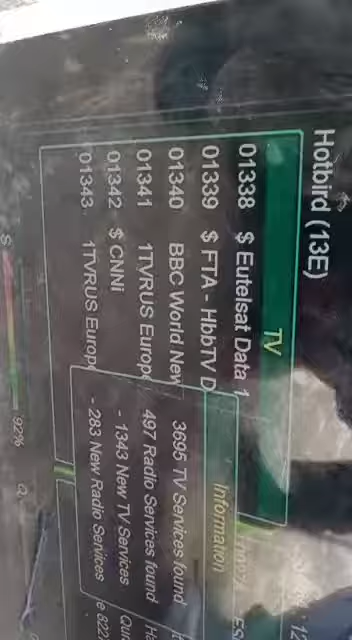 Hotbird (13E)
TV
01338 $ Eutelsat Data 1
01339 $ FTA - HbbTV D
01340 BBC World New
01341 1TVRUS Europe
01342 $ CNNi
01343 1TVRUS Europe
Information
3695 TV Services found
497 Radio Services found
- 1343 New TV Services
- 283 New Radio Services
S
92%
Q